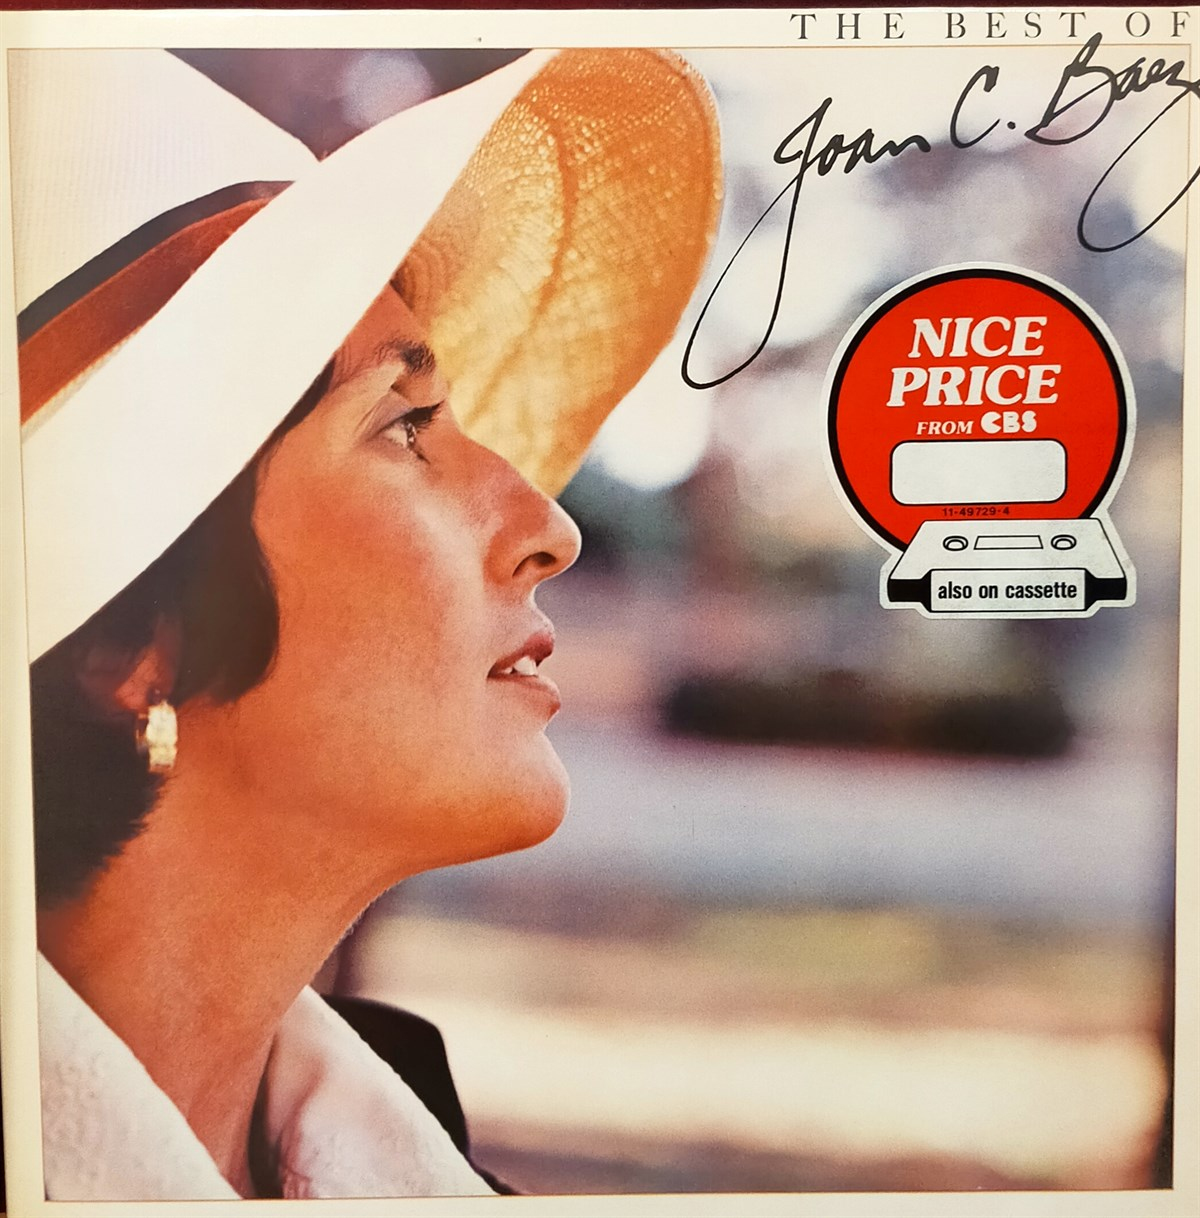 THE BEST OF
Joan C. Baez
NICE
PRICE
FROM CBS
11-49729-4
also on cassette